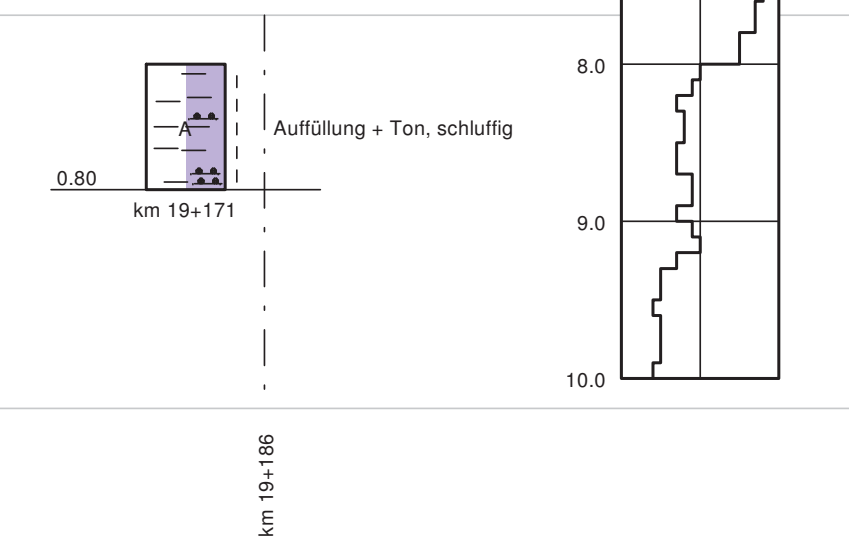 8.0
A
Auffüllung + Ton, schluffig
0.80
km 19+171
9.0
10.0
km 19+186